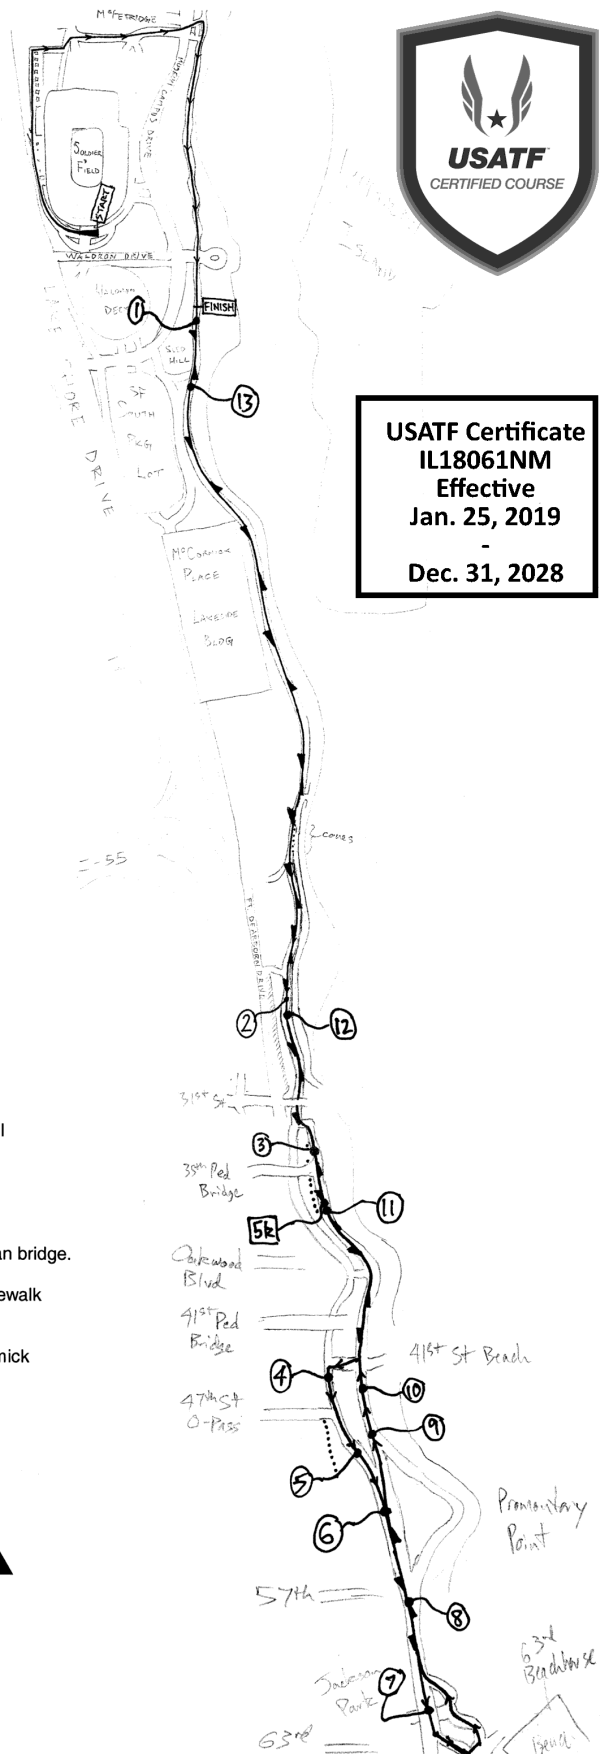 McFETRIDGE
MUSEUM CAMPUS DRIVE
SOLDIER
FIELD
START
WALDRON DRIVE
WALDRON
DECK
LAKE SHORE DRIVE
ISLAND
1
FINISH
SLED
HILL
13
SF
SOUTH
PKG
LOT
McCORMICK
PLACE
LAKESIDE
BLDG
USATF
CERTIFIED COURSE
USATF Certificate
IL18061NM
Effective
Jan. 25, 2019
-
Dec. 31, 2028
2 cones
I-55
FT DEARBORN DRIVE
2
12
31st St
3
35th Ped
Bridge
11
5k
Oakwood
Blvd
41st Ped
Bridge
41st St Beach
4
10
47th St
O-Pass
9
5
6
Promontory
Point
57th
8
63rd
Beachhouse
7
Jackson
Park
63rd
l
an bridge.
ewalk
nick